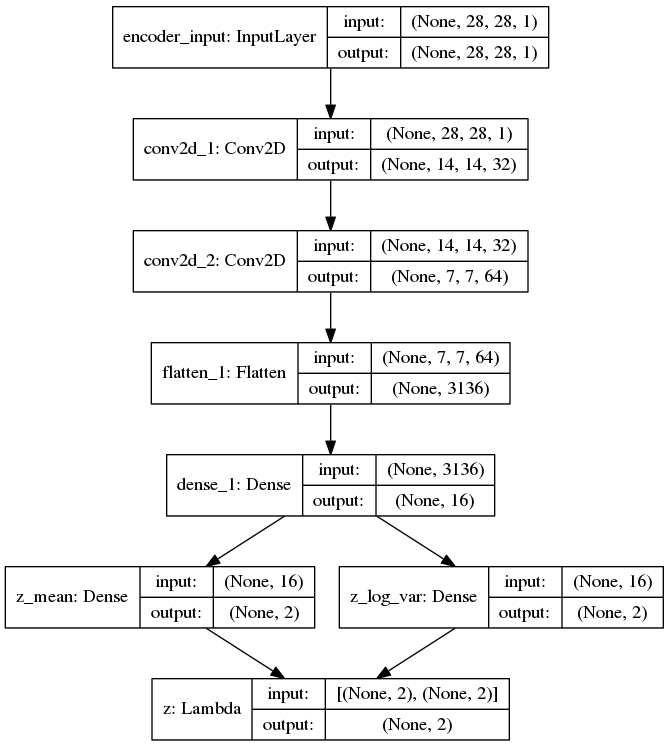 encoder_input: InputLayer
input: (None, 28, 28, 1)
output: (None, 28, 28, 1)
conv2d_1: Conv2D
input: (None, 28, 28, 1)
output: (None, 14, 14, 32)
conv2d_2: Conv2D
input: (None, 14, 14, 32)
output: (None, 7, 7, 64)
flatten_1: Flatten
input: (None, 7, 7, 64)
output: (None, 3136)
dense_1: Dense
input: (None, 3136)
output: (None, 16)
z_mean: Dense
input: (None, 16)
output: (None, 2)
z_log_var: Dense
input: (None, 16)
output: (None, 2)
z: Lambda
input: [(None, 2), (None, 2)]
output: (None, 2)